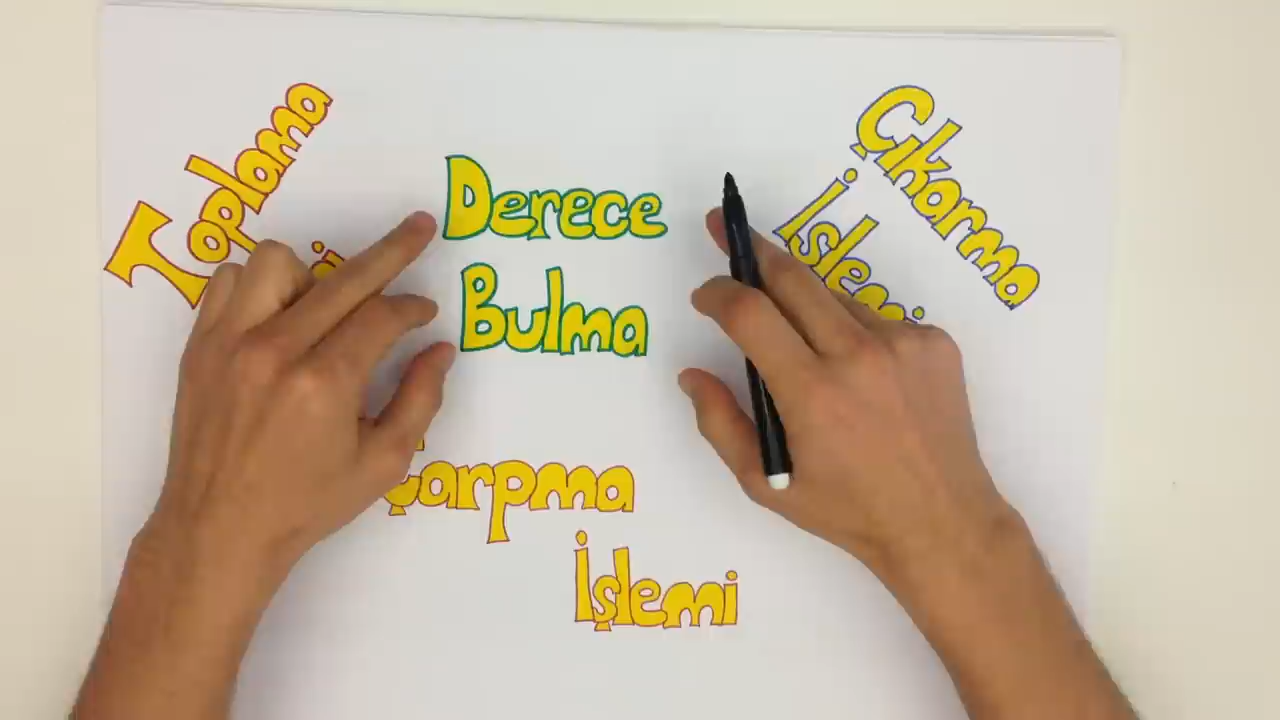 Toplama
Derece
Bulma
Çıkarma
İşlemi
Çarpma
İşlemi